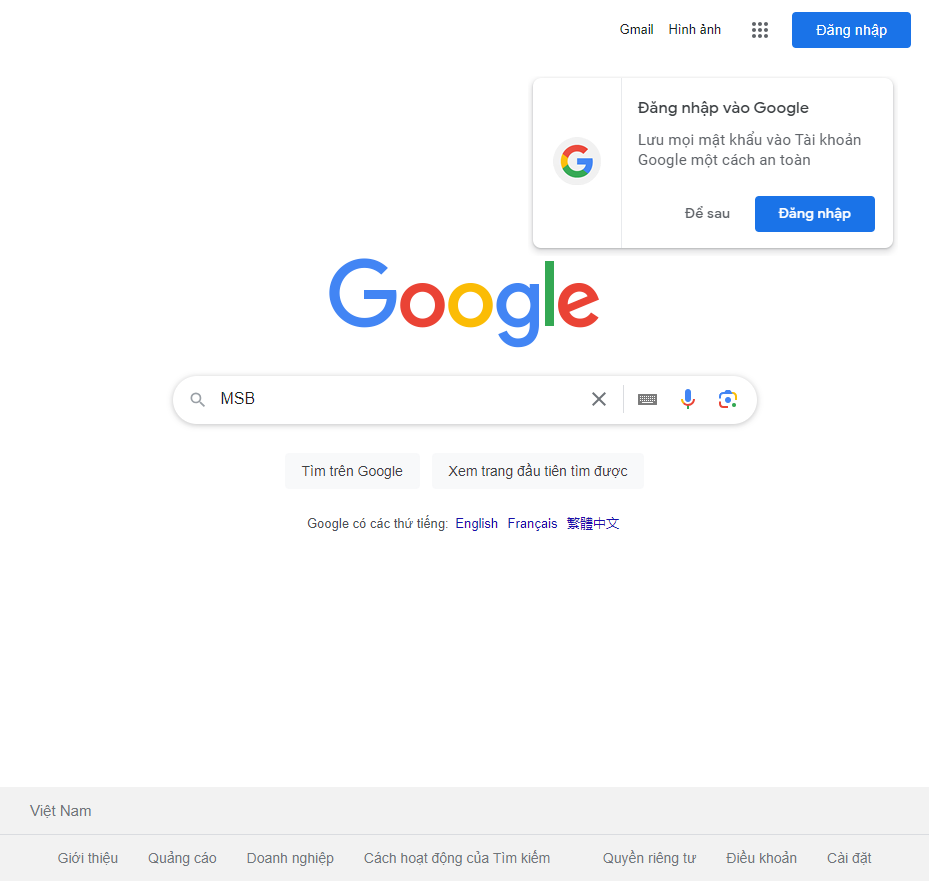 Gmail Hình ảnh Đăng nhập
Đăng nhập vào Google
Lưu mọi mật khẩu vào Tài khoản
Google một cách an toàn
Để sau Đăng nhập
Google
MSB
Tìm trên Google Xem trang đầu tiên tìm được
Google có các thứ tiếng: English Français 繁體中文
Việt Nam
Giới thiệu Quảng cáo Doanh nghiệp Cách hoạt động của Tìm kiếm Quyền riêng tư Điều khoản Cài đặt